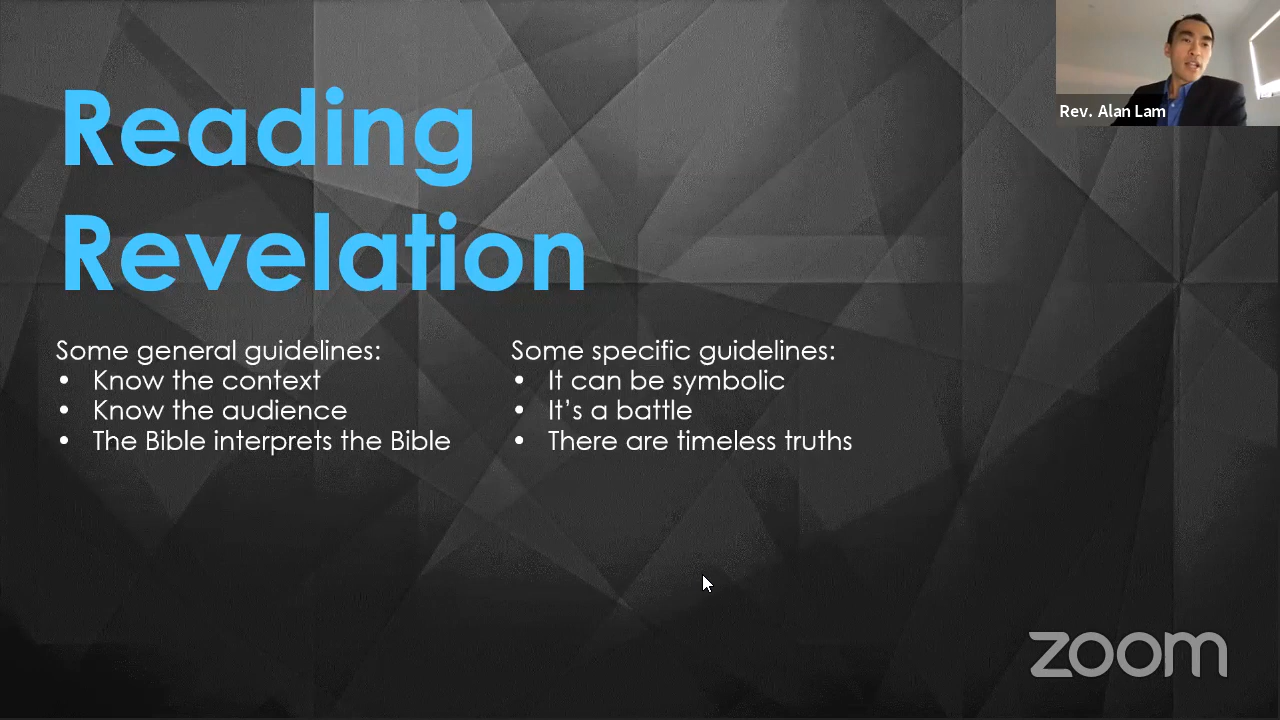 Reading
Revelation
Some general guidelines:
• Know the context
• Know the audience
• The Bible interprets the Bible
Some specific guidelines:
• It can be symbolic
• It’s a battle
• There are timeless truths
Rev. Alan Lam
zoom